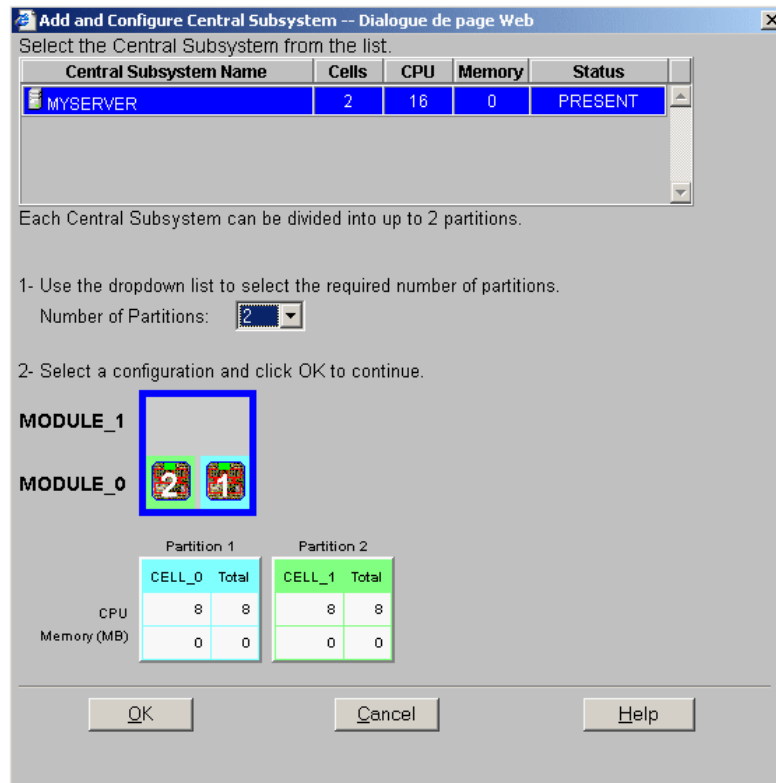 Add and Configure Central Subsystem -- Dialogue de page Web
Select the Central Subsystem from the list.
Central Subsystem Name Cells CPU Memory Status
MYSERVER 2 16 0 PRESENT
Each Central Subsystem can be divided into up to 2 partitions.
1- Use the dropdown list to select the required number of partitions.
Number of Partitions: 2
2- Select a configuration and click OK to continue.
MODULE_1
MODULE_0 2 1
Partition 1 Partition 2
CELL_0 Total CELL_1 Total
CPU 8 8 8 8
Memory (MB) 0 0 0 0
OK Cancel Help